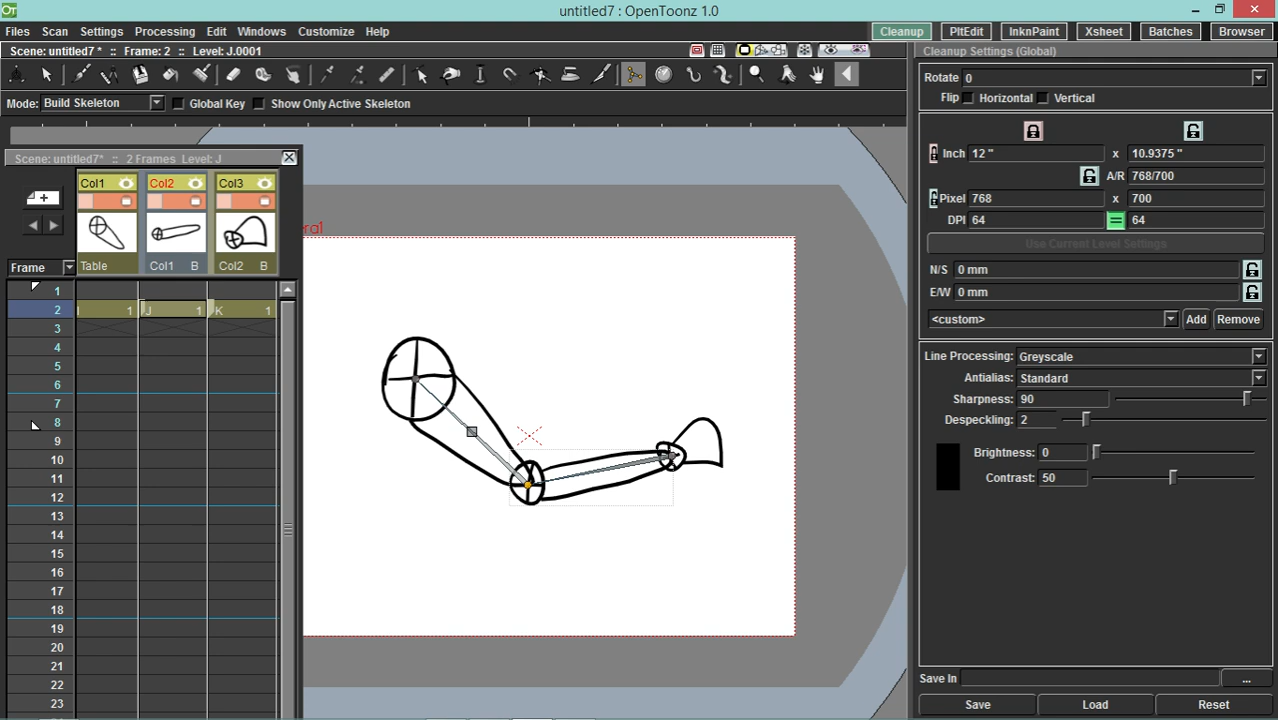 untitled7 : OpenToonz 1.0
Files Scan Settings Processing Edit Level Xsheet Cells View Windows Customize Help
Cleanup PltEdit InknPaint Xsheet Batches Browser
Scene: untitled7 * :: Frame: 2 :: Level: J.0001
Cleanup Settings (Global)
Mode: Build Skeleton Global Key Show Only Active Skeleton
Rotate 0
Flip Horizontal Vertical
Inch 12 " x 10.9375 "
A/R 768/700
Pixel 768 x 700
DPI 64 64
Use Current Level Settings
N/S 0 mm
E/W 0 mm
<custom> Add Remove
Line Processing: Greyscale
Antialias: Standard
Sharpness: 90
Despeckling: 2
Brightness: 0
Contrast: 50
Save In ...
Save Load Reset
Scene: untitled7* :: 2 Frames Level: J
Col1 Col2 Col3
Table Col1 B Col2 B
Frame
1
2 I 1 J 1 K 1
3
4
5
6
7
8
9
10
11
12
13
14
15
16
17
18
19
20
21
22
23